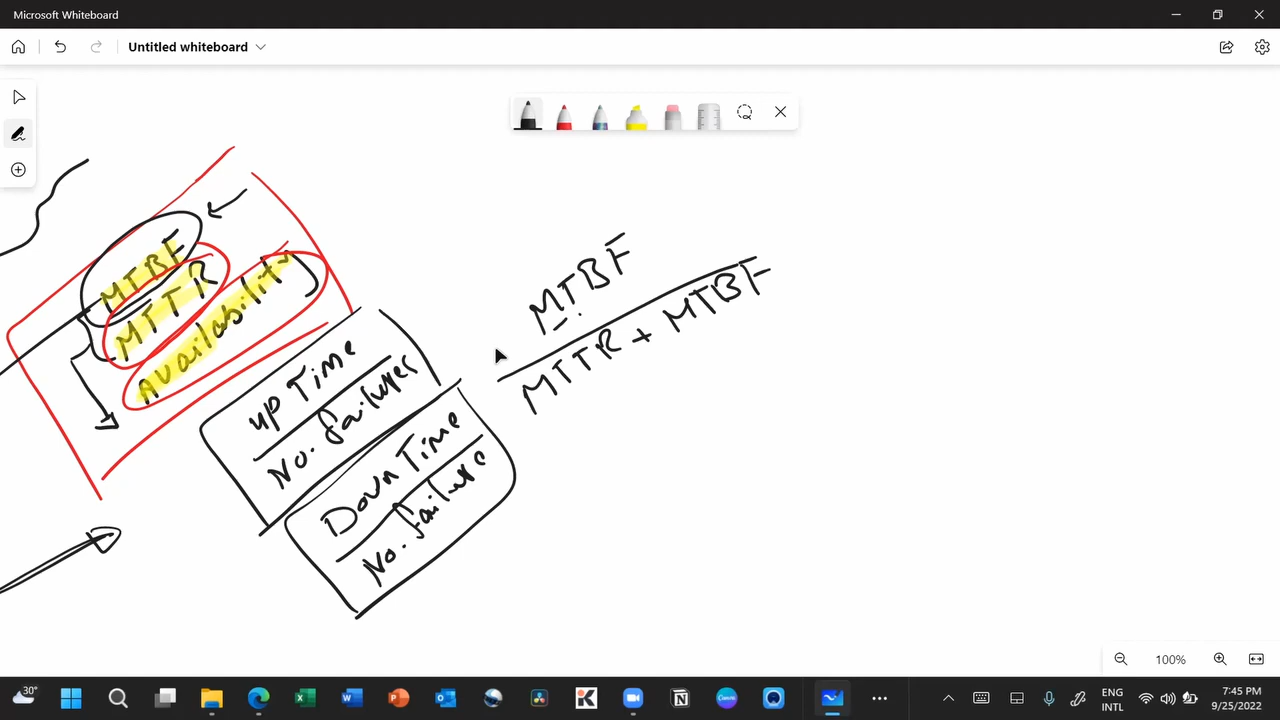 Microsoft Whiteboard
Untitled whiteboard
MTBF
MTTR
Availability
up Time
No. failures
Down Time
No. failure
MTBF
MTTR + MTBF
100%
30°
ENG
INTL
7:45 PM
9/25/2022